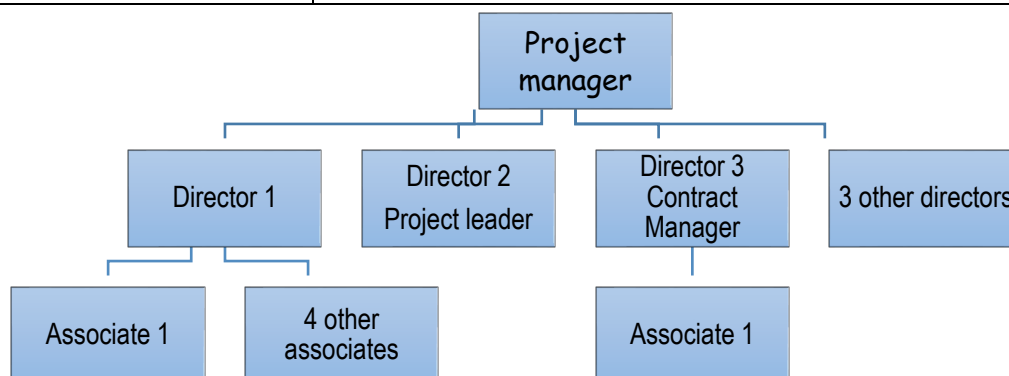 Project
manager
Director 1
Director 2
Project leader
Director 3
Contract
Manager
3 other directors
Associate 1
4 other
associates
Associate 1